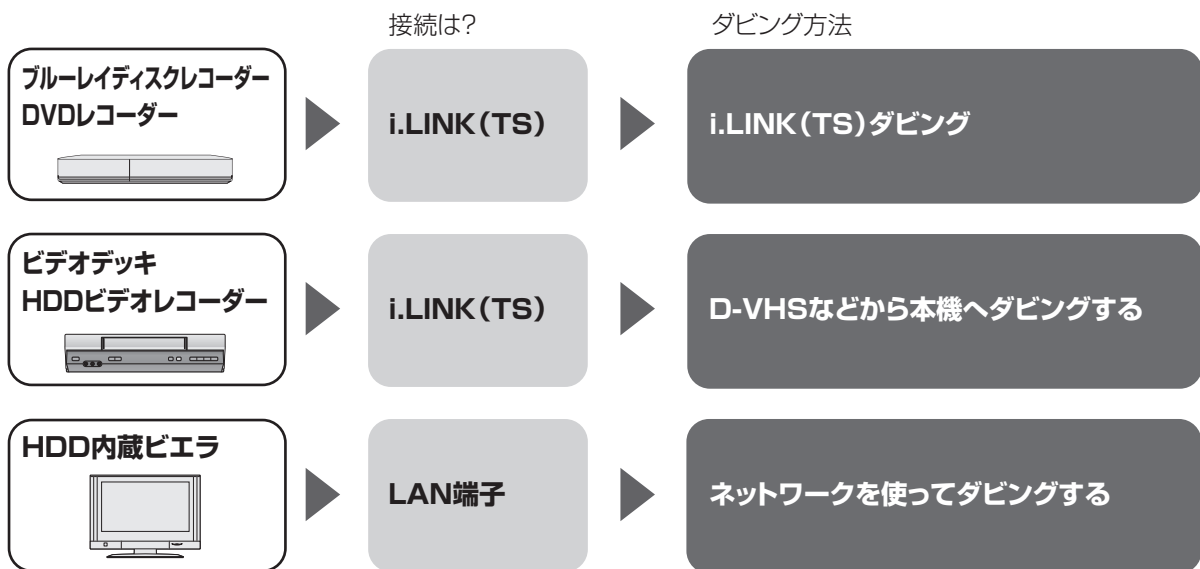 接続は?
ダビング方法
ブルーレイディスクレコーダー
DVDレコーダー
i.LINK(TS)
i.LINK(TS)ダビング
ビデオデッキ
HDDビデオレコーダー
i.LINK(TS)
D-VHSなどから本機へダビングする
HDD内蔵ビエラ
LAN端子
ネットワークを使ってダビングする